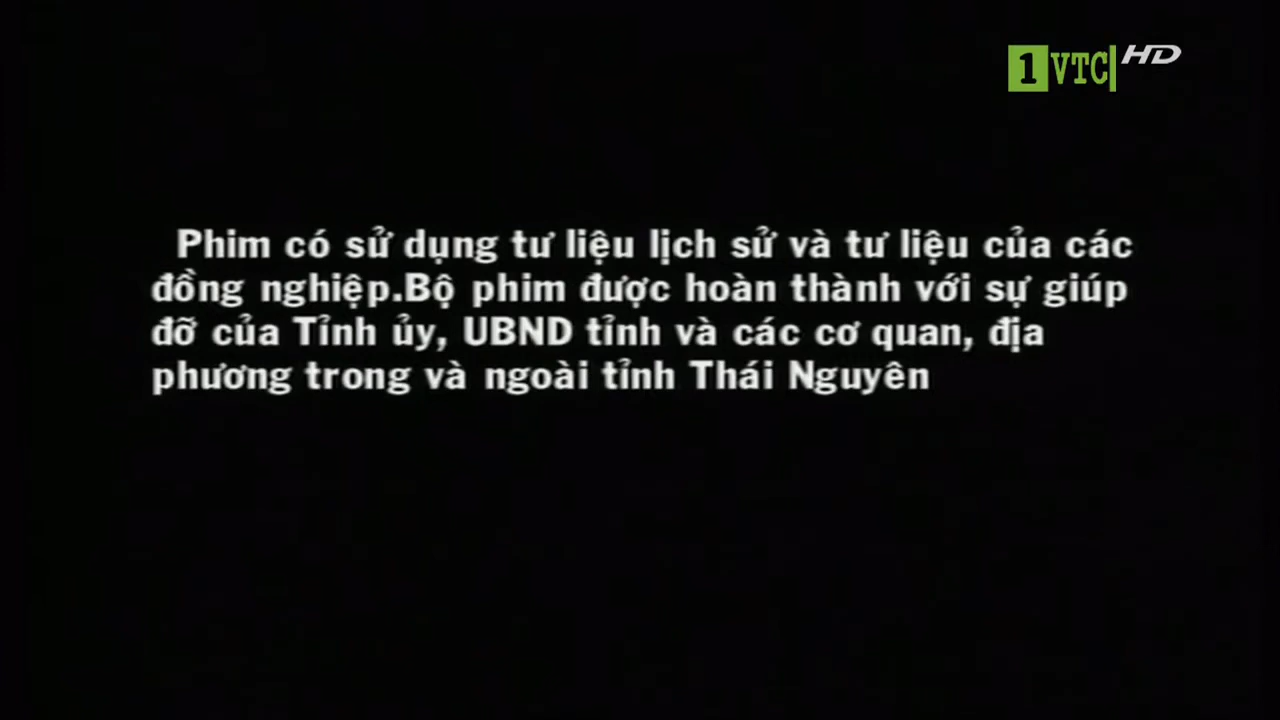 1 VTC HD
Phim có sử dụng tư liệu lịch sử và tư liệu của các
đồng nghiệp.Bộ phim được hoàn thành với sự giúp
đỡ của Tỉnh ủy, UBND tỉnh và các cơ quan, địa
phương trong và ngoài tỉnh Thái Nguyên